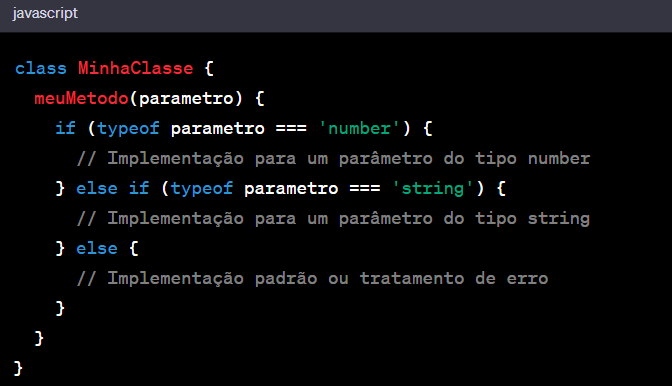 javascript
class MinhaClasse {
meuMetodo(parametro) {
if (typeof parametro === 'number') {
// Implementação para um parâmetro do tipo number
} else if (typeof parametro === 'string') {
// Implementação para um parâmetro do tipo string
} else {
// Implementação padrão ou tratamento de erro
}
}
}